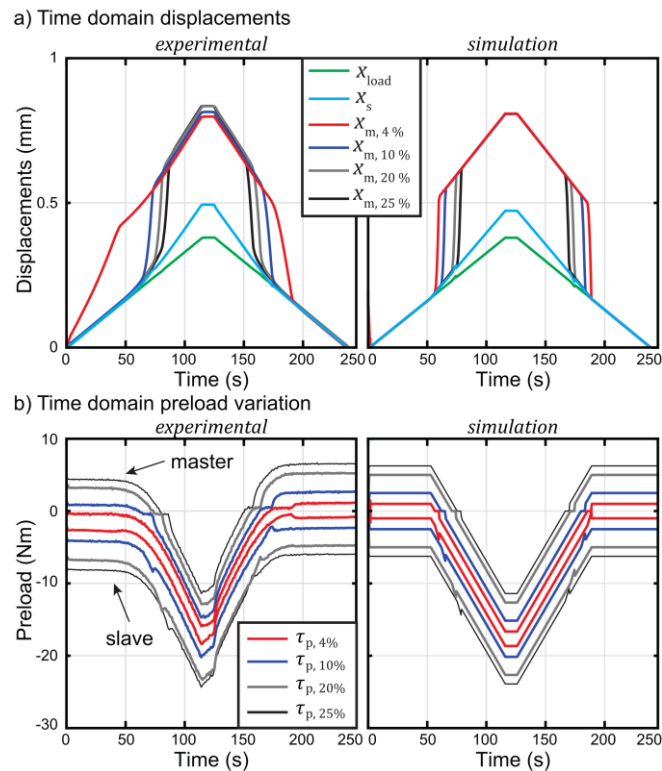 a) Time domain displacements
experimental
simulation
Displacements (mm)
1
0.5
0
X_load
X_s
X_m, 4 %
X_m, 10 %
X_m, 20 %
X_m, 25 %
0 50 100 150 200 250
0 50 100 150 200 250
Time (s)
Time (s)
b) Time domain preload variation
experimental
simulation
Preload (Nm)
10
0
-10
-20
-30
master
slave
τ_p, 4%
τ_p, 10%
τ_p, 20%
τ_p, 25%
0 50 100 150 200 250
0 50 100 150 200 250
Time (s)
Time (s)